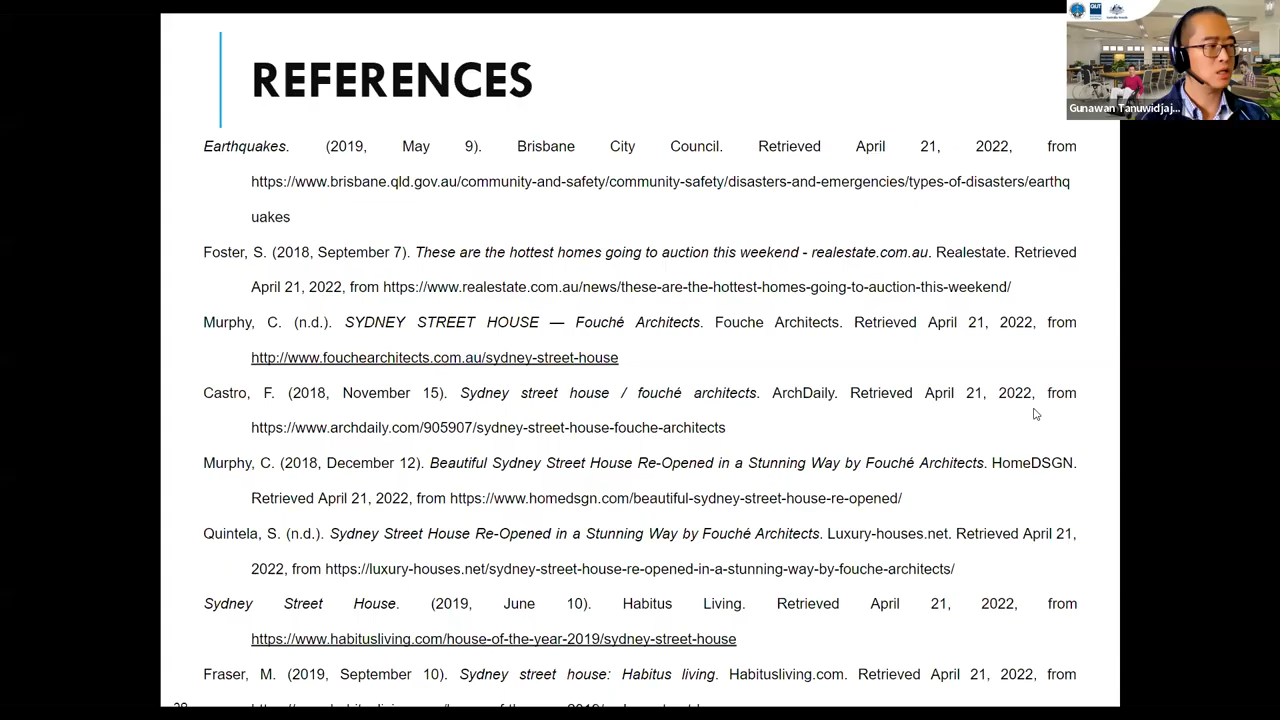 REFERENCES
QUT
Gunawan Tanuwidjaj...
Earthquakes. (2019, May 9). Brisbane City Council. Retrieved April 21, 2022, from
https://www.brisbane.qld.gov.au/community-and-safety/community-safety/disasters-and-emergencies/types-of-disasters/earthq
uakes
Foster, S. (2018, September 7). These are the hottest homes going to auction this weekend - realestate.com.au. Realestate. Retrieved
April 21, 2022, from https://www.realestate.com.au/news/these-are-the-hottest-homes-going-to-auction-this-weekend/
Murphy, C. (n.d.). SYDNEY STREET HOUSE — Fouché Architects. Fouche Architects. Retrieved April 21, 2022, from
http://www.fouchearchitects.com.au/sydney-street-house
Castro, F. (2018, November 15). Sydney street house / fouché architects. ArchDaily. Retrieved April 21, 2022, from
https://www.archdaily.com/905907/sydney-street-house-fouche-architects
Murphy, C. (2018, December 12). Beautiful Sydney Street House Re-Opened in a Stunning Way by Fouché Architects. HomeDSGN.
Retrieved April 21, 2022, from https://www.homedsgn.com/beautiful-sydney-street-house-re-opened/
Quintela, S. (n.d.). Sydney Street House Re-Opened in a Stunning Way by Fouché Architects. Luxury-houses.net. Retrieved April 21,
2022, from https://luxury-houses.net/sydney-street-house-re-opened-in-a-stunning-way-by-fouche-architects/
Sydney Street House. (2019, June 10). Habitus Living. Retrieved April 21, 2022, from
https://www.habitusliving.com/house-of-the-year-2019/sydney-street-house
Fraser, M. (2019, September 10). Sydney street house: Habitus living. Habitusliving.com. Retrieved April 21, 2022, from